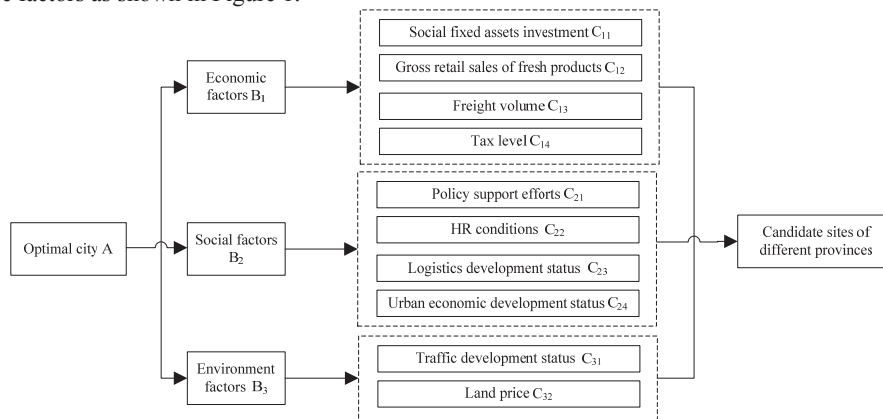 e factors as shown in Figure 1.
Social fixed assets investment C11
Gross retail sales of fresh products C12
Economic
factors B1
Freight volume C13
Tax level C14
Policy support efforts C21
HR conditions C22
Optimal city A
Social factors
B2
Candidate sites of
different provinces
Logistics development status C23
Urban economic development status C24
Traffic development status C31
Environment
factors B3
Land price C32